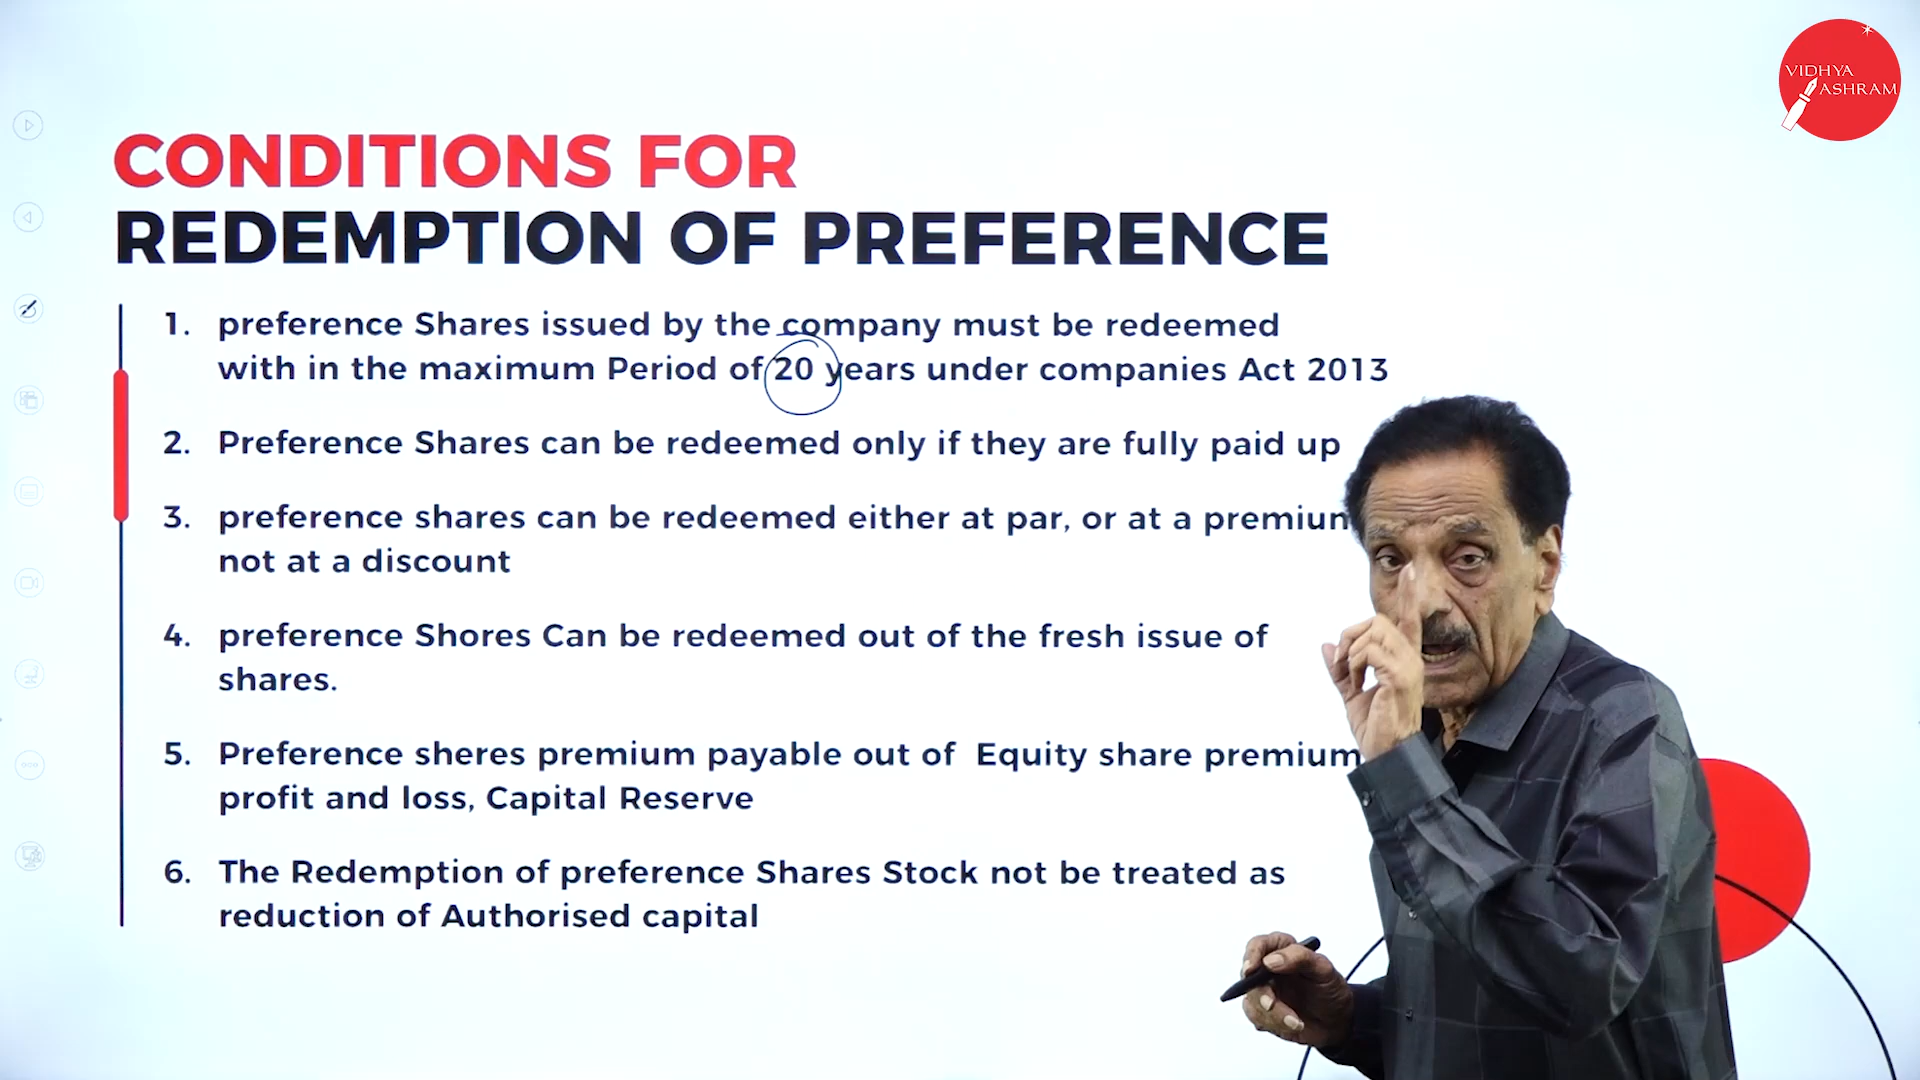 VIDHYA
ASHRAM
CONDITIONS FOR
REDEMPTION OF PREFERENCE
1. preference Shares issued by the company must be redeemed
with in the maximum Period of 20 years under companies Act 2013
2. Preference Shares can be redeemed only if they are fully paid up
3. preference shares can be redeemed either at par, or at a
not at a discount
4. preference Shores Can be redeemed out of the fresh issue of
shares.
5. Preference sheres premium payable out of Equity share premium
profit and loss, Capital Reserve
6. The Redemption of preference Shares Stock not be treated as
reduction of Authorised capital